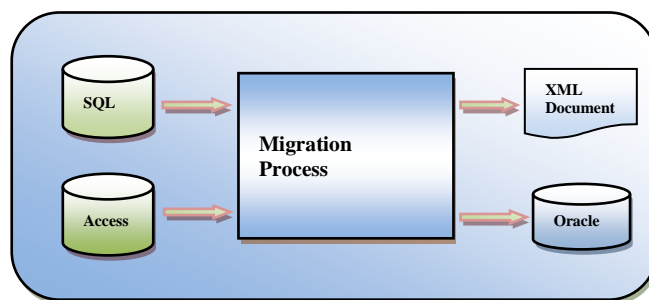 SQL
XML
Document
Migration
Process
Access
Oracle